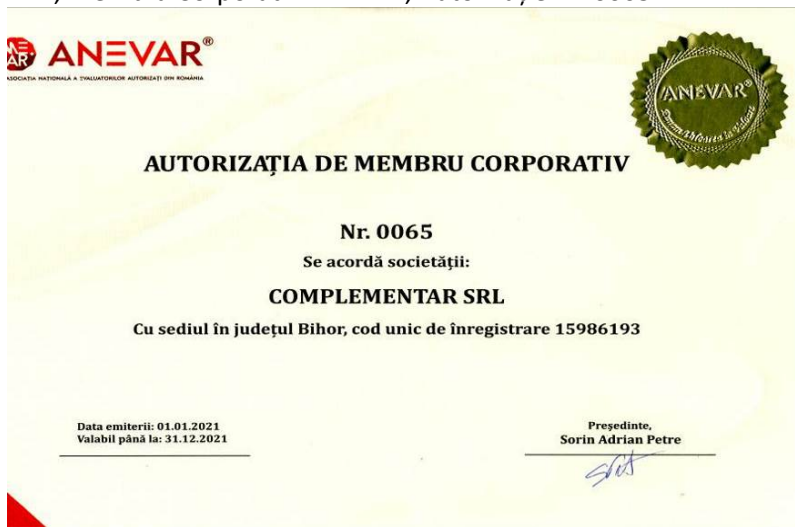 ANEVAR®
ASOCIAȚIA NAȚIONALĂ A EVALUATORILOR AUTORIZAȚI DIN ROMÂNIA
ANEVAR®
AUTORIZAȚIA DE MEMBRU CORPORATIV
Nr. 0065
Se acordă societății:
COMPLEMENTAR SRL
Cu sediul în județul Bihor, cod unic de înregistrare 15986193
Data emiterii: 01.01.2021
Valabil până la: 31.12.2021
Președinte,
Sorin Adrian Petre